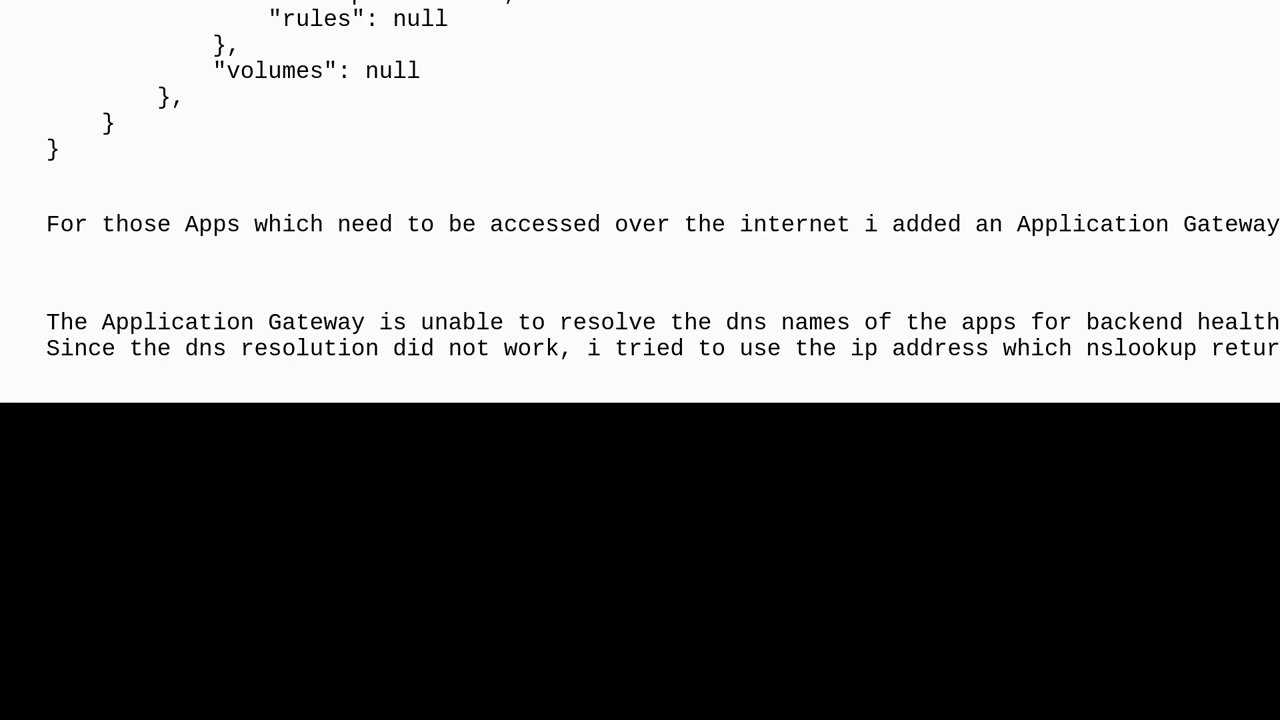 "rules": null
},
"volumes": null
},
}
}
For those Apps which need to be accessed over the internet i added an Application Gateway
The Application Gateway is unable to resolve the dns names of the apps for backend health
Since the dns resolution did not work, i tried to use the ip address which nslookup retur